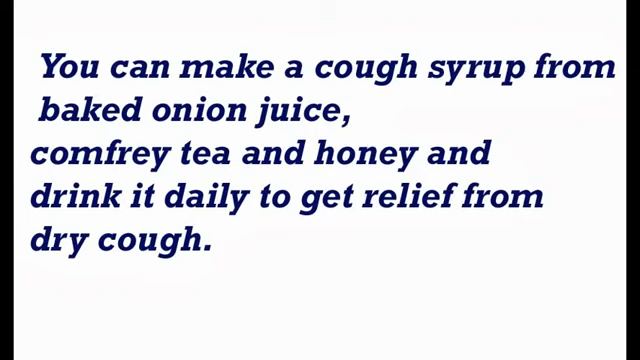 You can make a cough syrup from
baked onion juice,
comfrey tea and honey and
drink it daily to get relief from
dry cough.